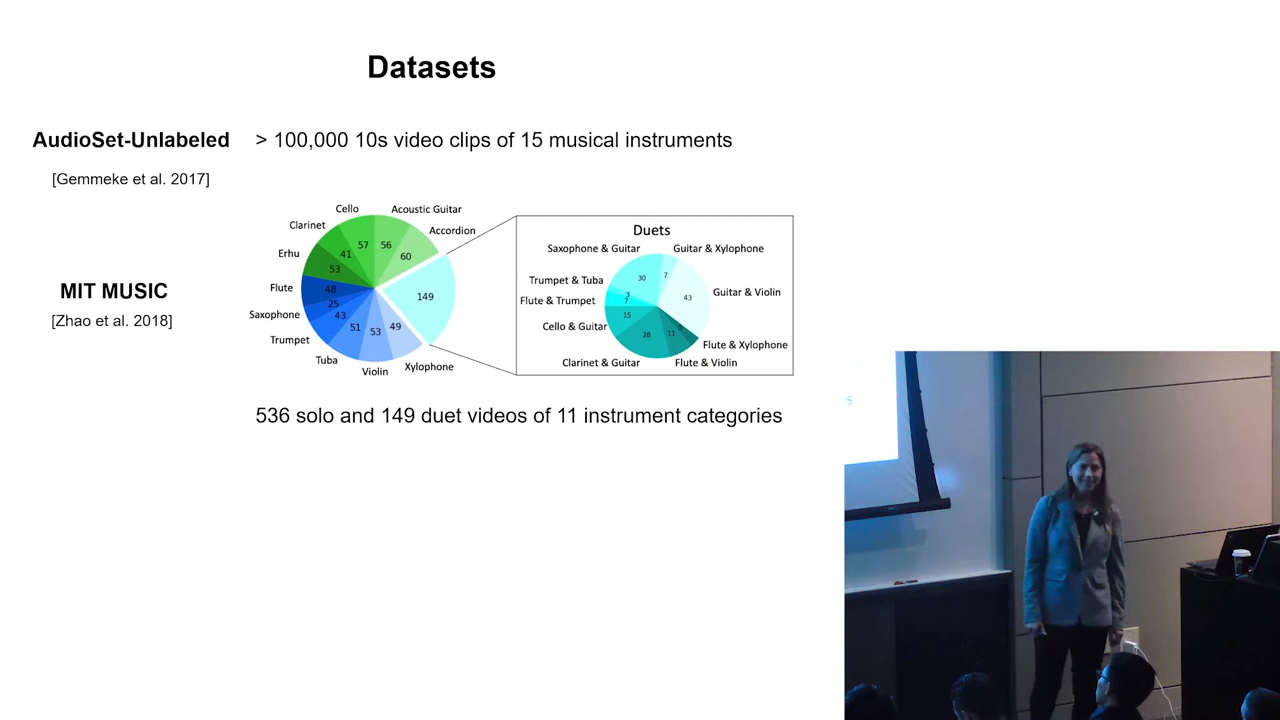 Datasets
AudioSet-Unlabeled
> 100,000 10s video clips of 15 musical instruments
[Gemmeke et al. 2017]
MIT MUSIC
[Zhao et al. 2018]
Cello
Acoustic Guitar
Clarinet
Accordion
Erhu
Flute
Saxophone
Trumpet
Tuba
Violin
Xylophone
57
56
41
60
53
48
149
25
43
51
53
49
Duets
Saxophone & Guitar
Guitar & Xylophone
Trumpet & Tuba
Guitar & Violin
Flute & Trumpet
Cello & Guitar
Flute & Xylophone
Clarinet & Guitar
Flute & Violin
30
7
43
3
7
15
28
11
536 solo and 149 duet videos of 11 instrument categories